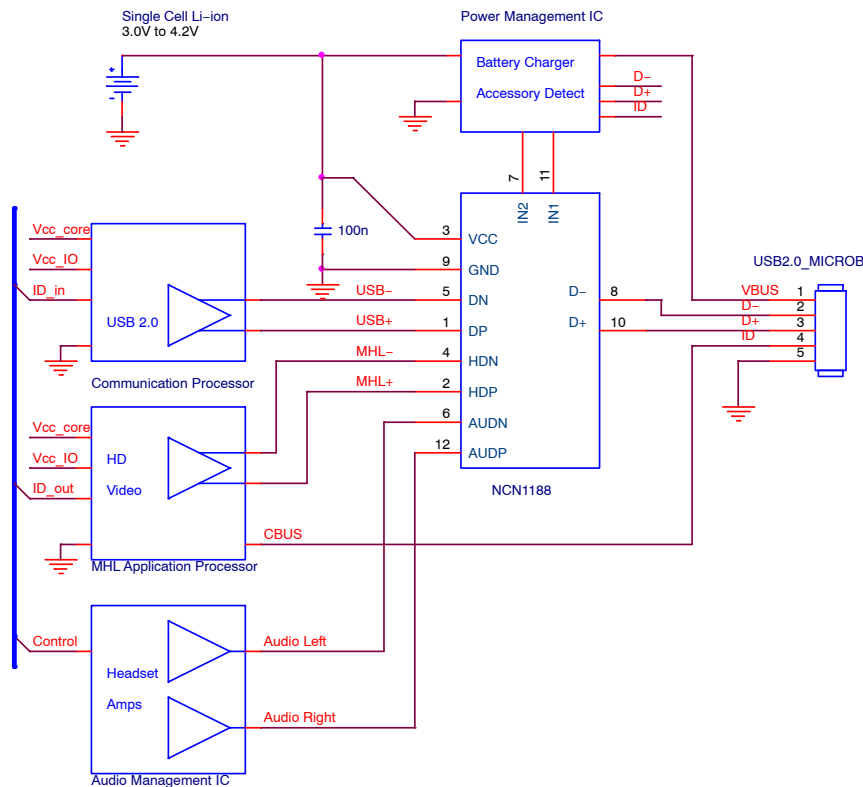 Single Cell Li-ion
3.0V to 4.2V
+
-
Power Management IC
Battery Charger
Accessory Detect
D-
D+
ID
7
11
IN2
IN1
100n
3
VCC
9
GND
USB-
5
DN
USB+
1
DP
MHL-
4
HDN
MHL+
2
HDP
6
AUDN
12
AUDP
D-
8
D+
10
NCN1188
USB2.0_MICROB
VBUS
1
D-
2
D+
3
ID
4
5
Vcc_core
Vcc_IO
ID_in
USB 2.0
Communication Processor
Vcc_core
Vcc_IO
ID_out
HD
Video
CBUS
MHL Application Processor
Control
Headset
Amps
Audio Left
Audio Right
Audio Management IC